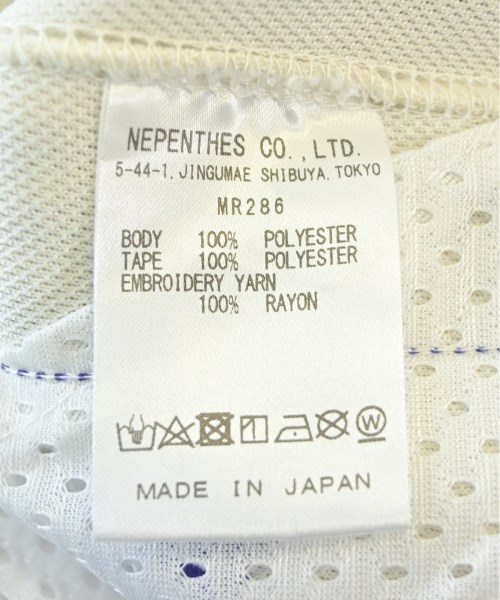 NEPENTHES CO., LTD.
5-44-1, JINGUMAE SHIBUYA, TOKYO
MR286
BODY 100% POLYESTER
TAPE 100% POLYESTER
EMBROIDERY YARN
100% RAYON
W
MADE IN JAPAN